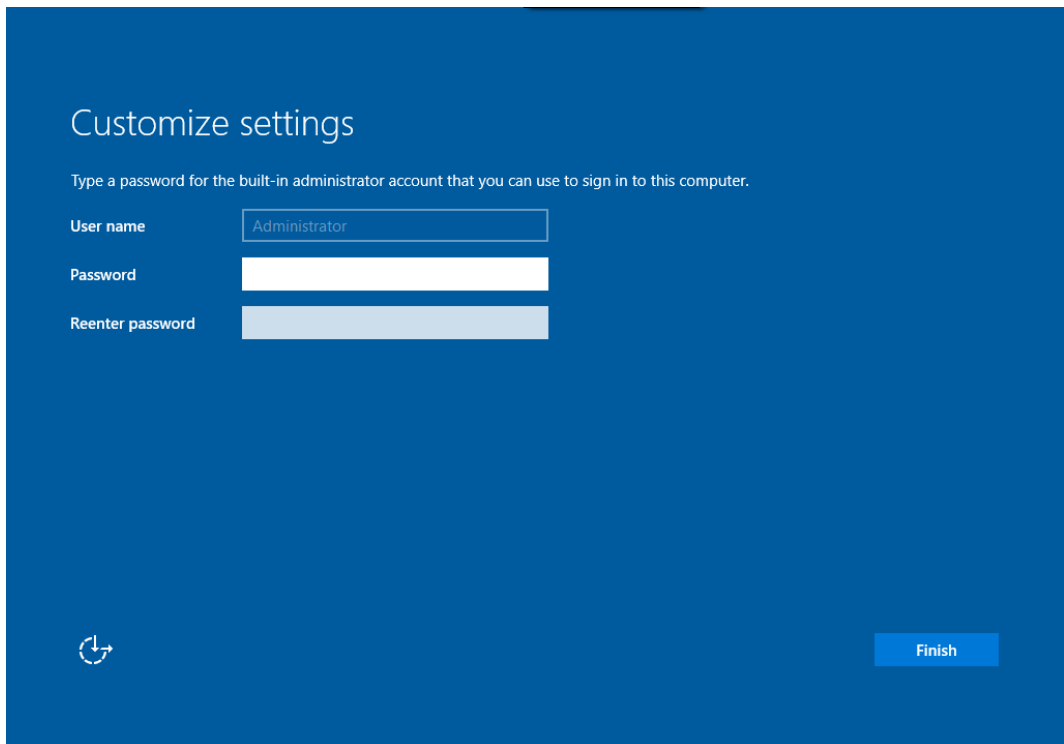 Customize settings
Type a password for the built-in administrator account that you can use to sign in to this computer.
User name Administrator
Password
Reenter password
Finish